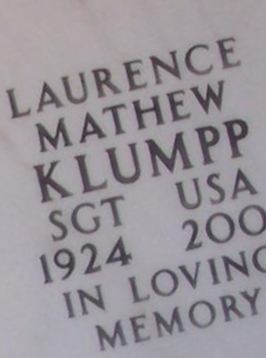 LAURENCE
MATHEW
KLUMPP
SGT USA
1924 200
IN LOVING
MEMORY